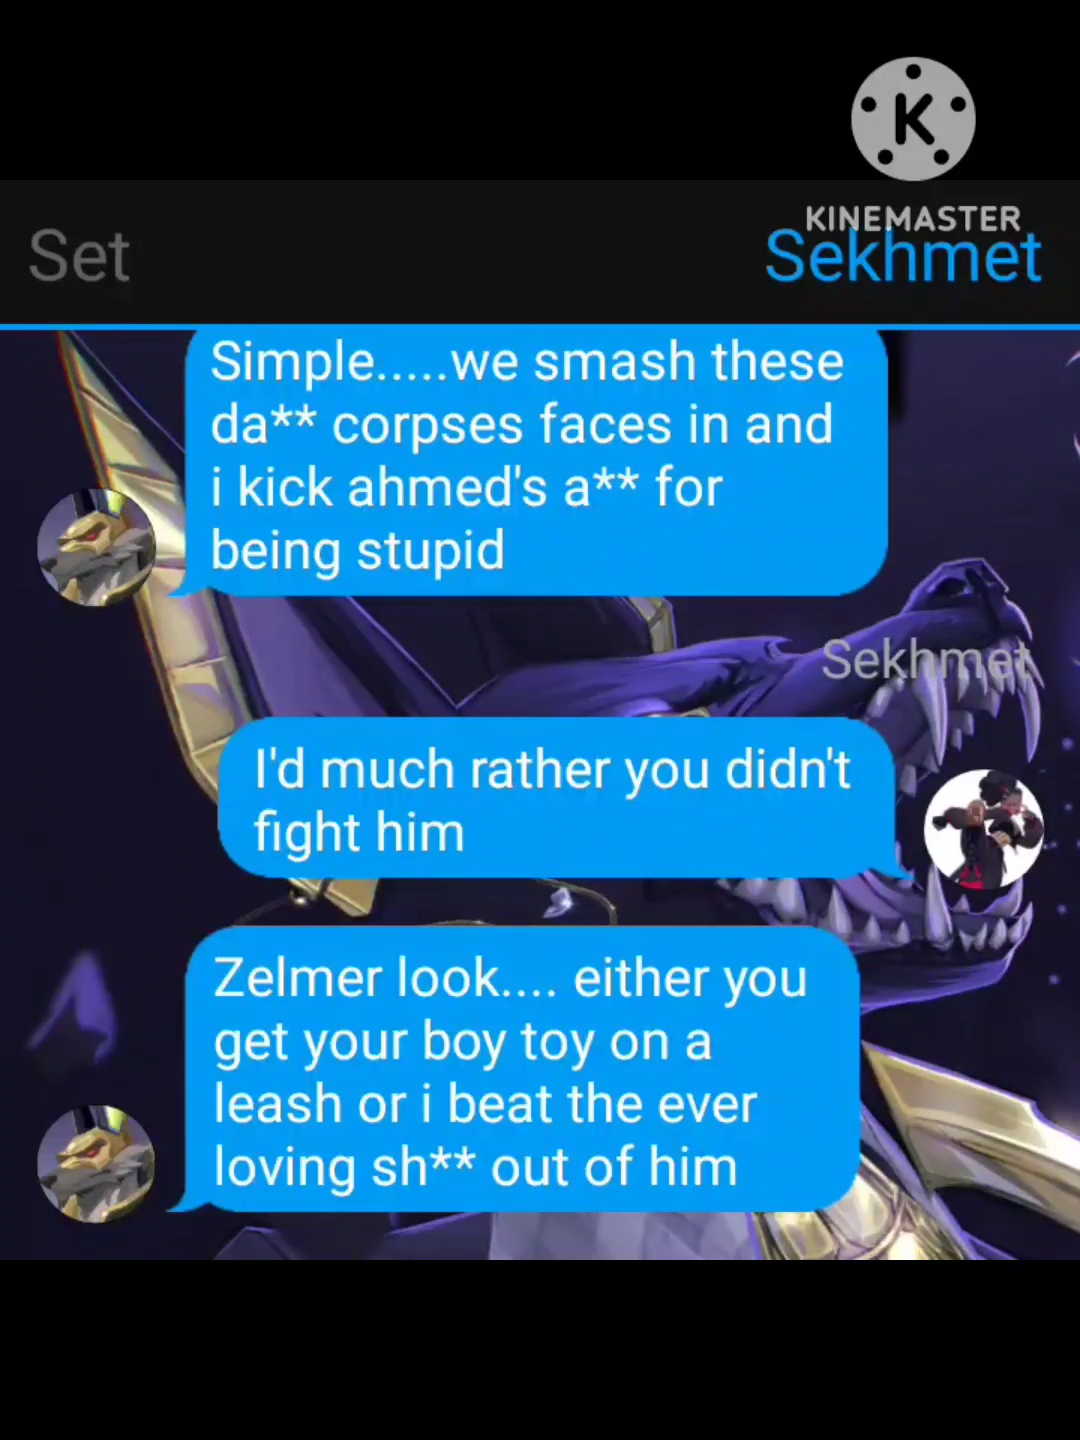 K
KINEMASTER
Set
Sekhmet
Simple.....we smash these
da** corpses faces in and
i kick ahmed's a** for
being stupid
Sekhmet
I'd much rather you didn't
fight him
Zelmer look.... either you
get your boy toy on a
leash or i beat the ever
loving sh** out of him